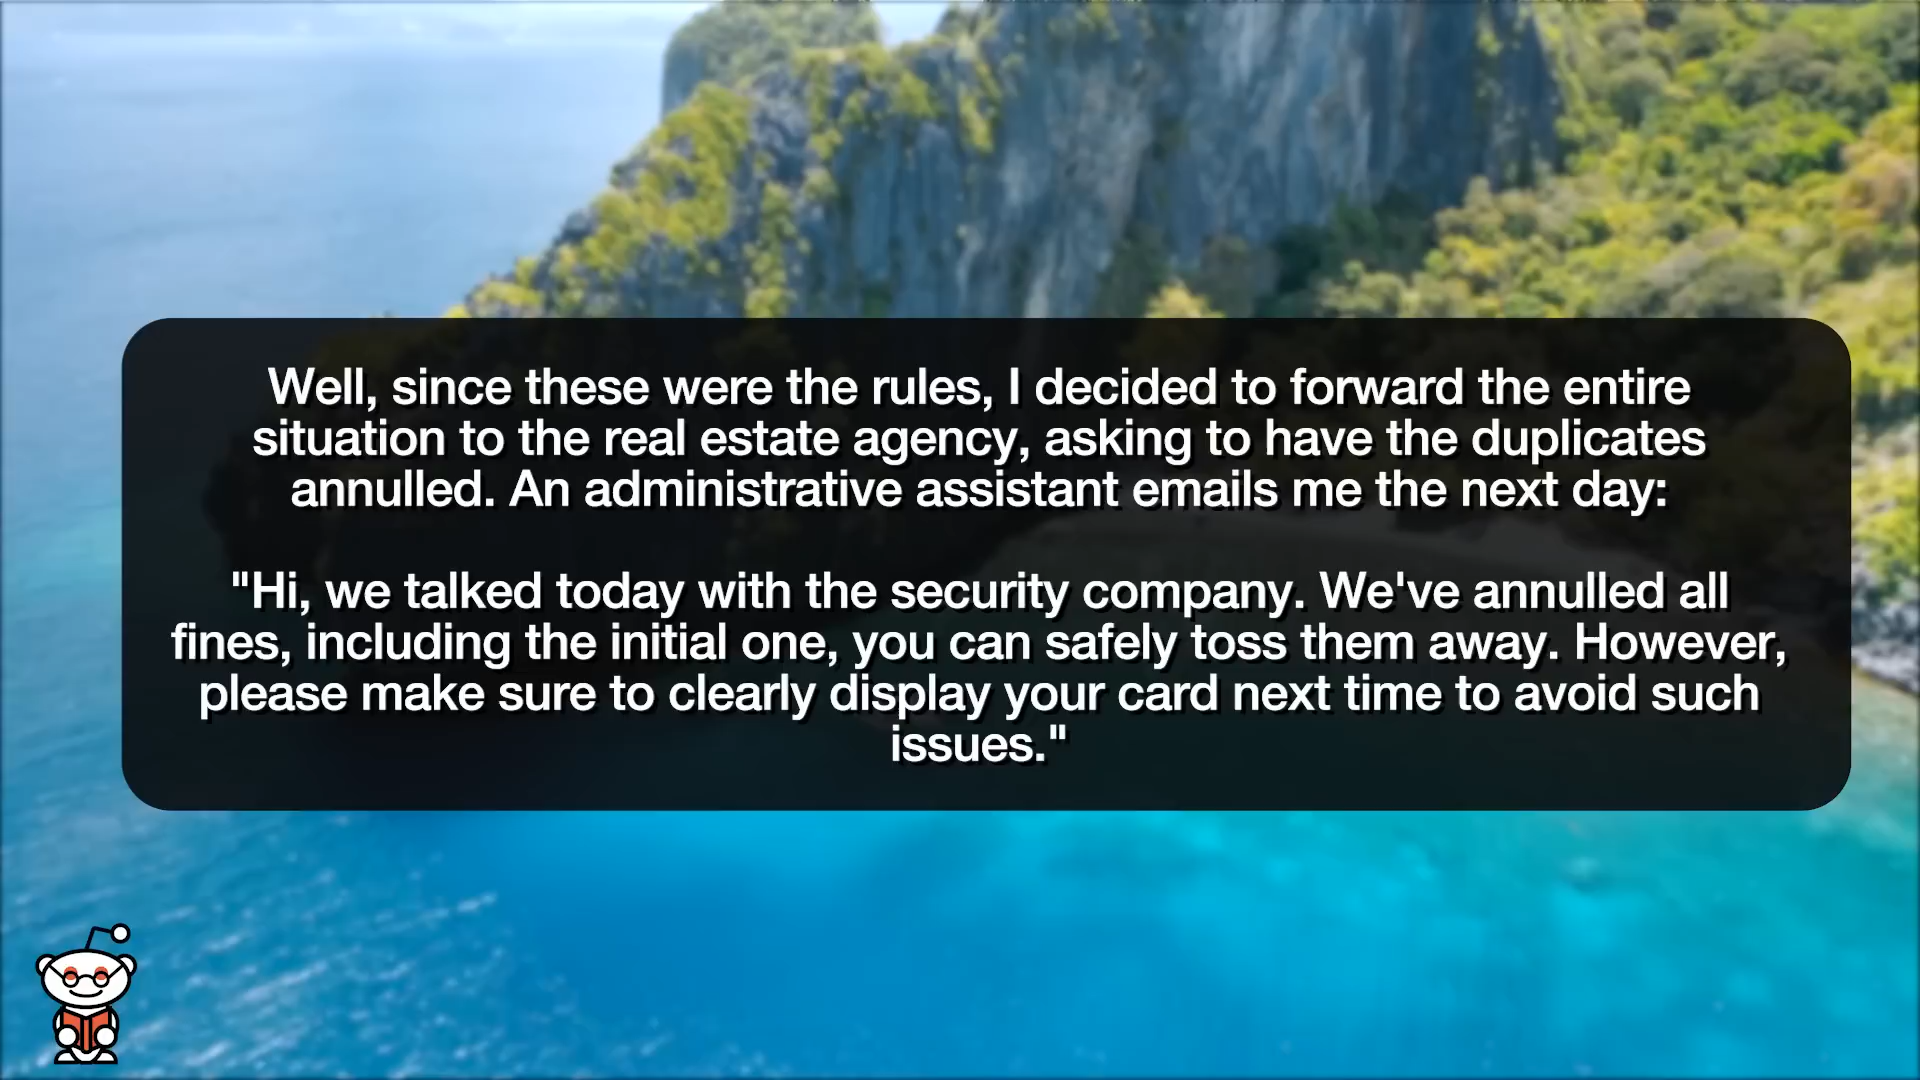 Well, since these were the rules, I decided to forward the entire
situation to the real estate agency, asking to have the duplicates
annulled. An administrative assistant emails me the next day:
"Hi, we talked today with the security company. We've annulled all
fines, including the initial one, you can safely toss them away. However,
please make sure to clearly display your card next time to avoid such
issues."